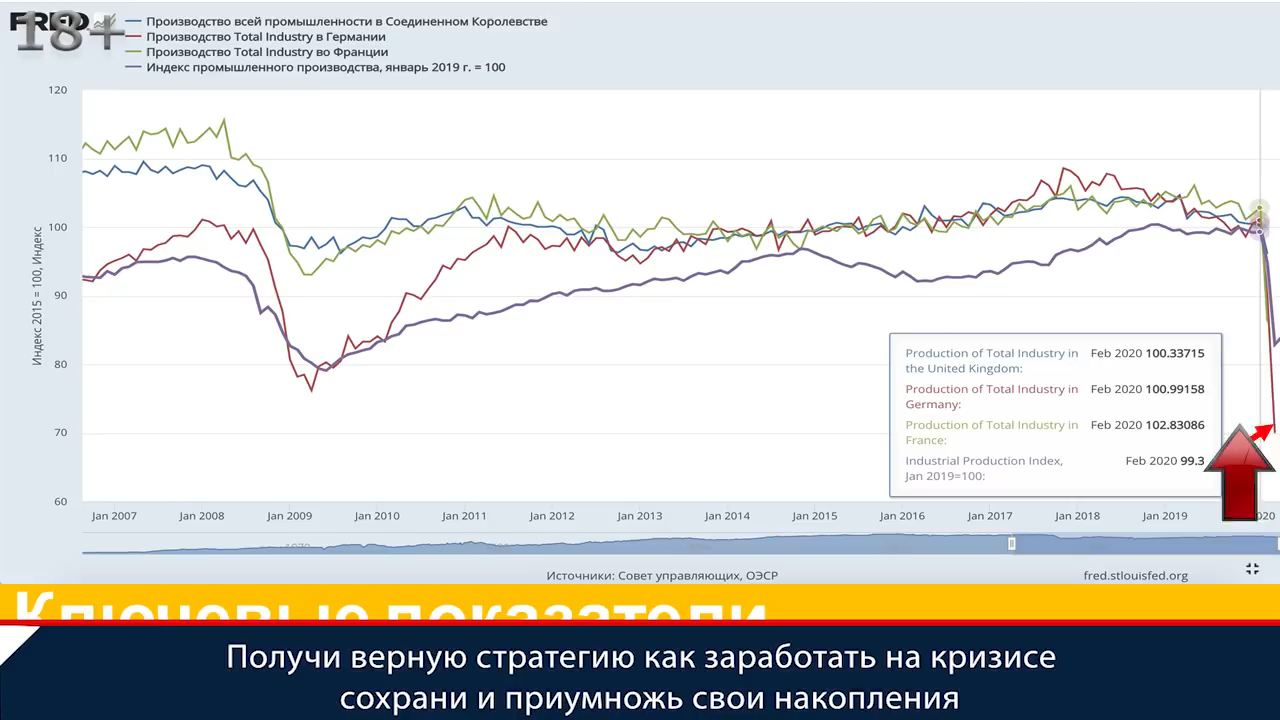 FRED
18+
Производство всей промышленности в Соединенном Королевстве
Производство Total Industry в Германии
Производство Total Industry во Франции
Индекс промышленного производства, январь 2019 г. = 100
120
110
100
90
80
70
60
Индекс 2015 = 100, Индекс
Production of Total Industry in the United Kingdom: Feb 2020 100.33715
Production of Total Industry in Germany: Feb 2020 100.99158
Production of Total Industry in France: Feb 2020 102.83086
Industrial Production Index, Jan 2019=100: Feb 2020 99.3
Jan 2007 Jan 2008 Jan 2009 Jan 2010 Jan 2011 Jan 2012 Jan 2013 Jan 2014 Jan 2015 Jan 2016 Jan 2017 Jan 2018 Jan 2019 020
Источники: Совет управляющих, ОЭСР
fred.stlouisfed.org
Ключевые показатели
Получи верную стратегию как заработать на кризисе
сохрани и приумножь свои накопления